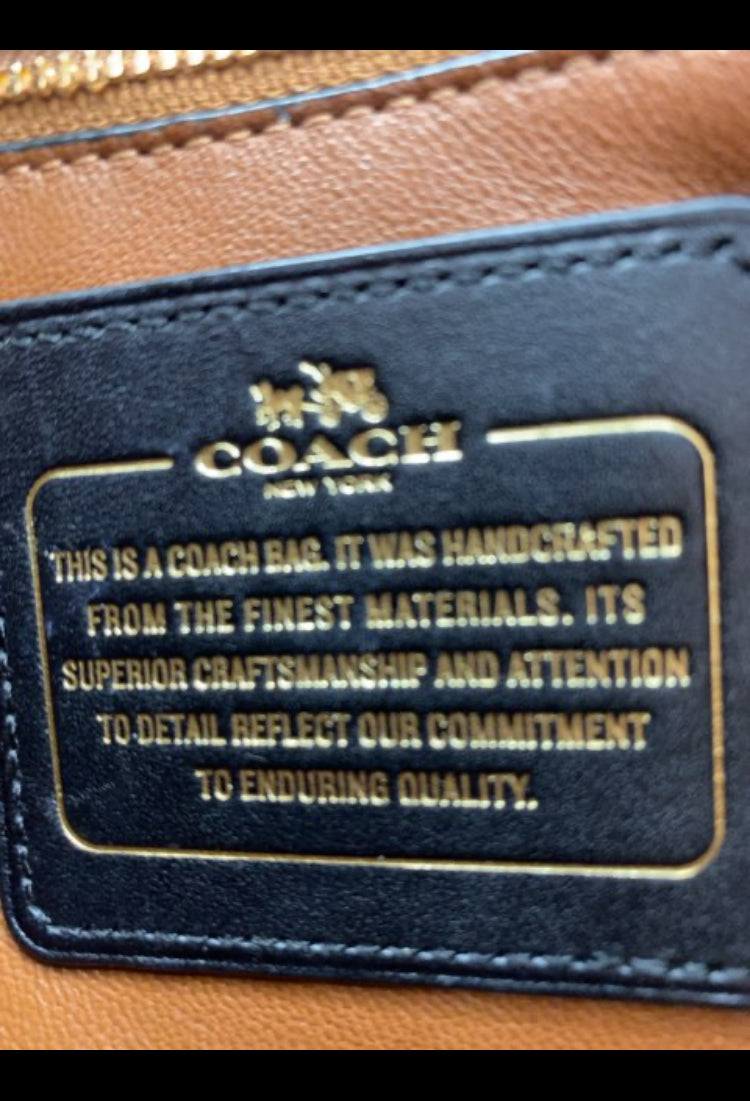 COACH
NEW YORK
THIS IS A COACH BAG. IT WAS HANDCRAFTED
FROM THE FINEST MATERIALS. ITS
SUPERIOR CRAFTSMANSHIP AND ATTENTION
TO DETAIL REFLECT OUR COMMITMENT
TO ENDURING QUALITY.